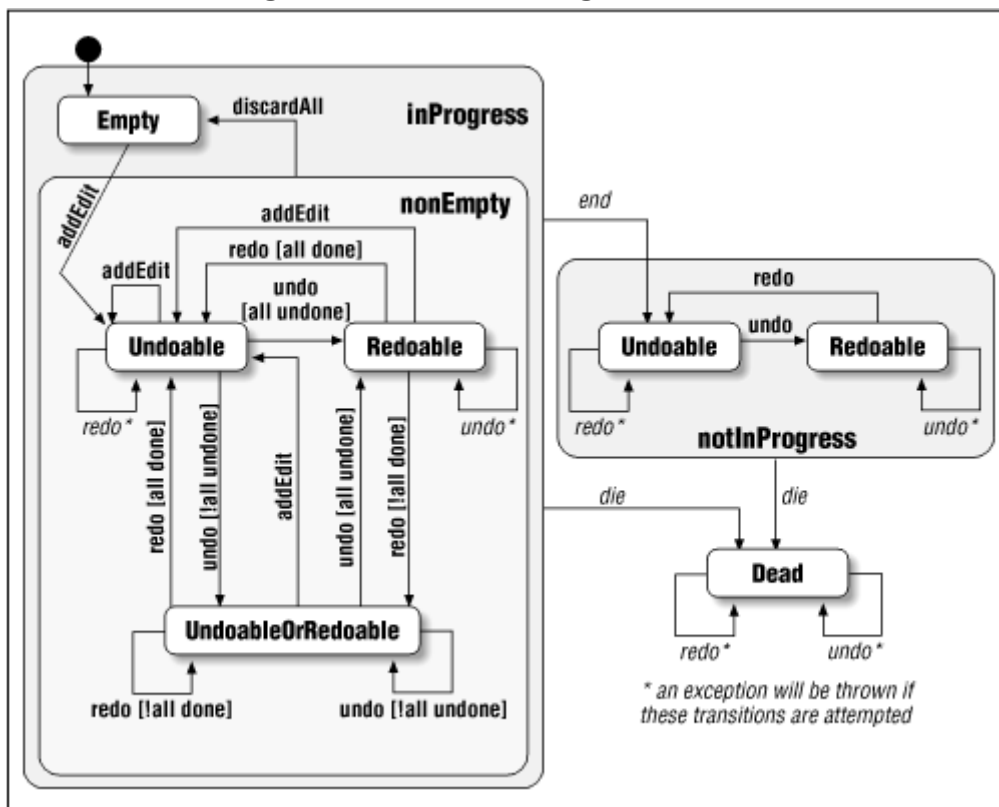 inProgress
Empty
discardAll
addEdit
nonEmpty
addEdit
redo [all done]
addEdit
undo
[all undone]
Undoable
Redoable
redo*
undo*
redo [all done]
undo [!all undone]
addEdit
undo [all undone]
redo [!all done]
UndoableOrRedoable
redo [!all done]
undo [!all undone]
end
redo
undo
Undoable
Redoable
redo*
undo*
notInProgress
die
die
Dead
redo*
undo*
* an exception will be thrown if
these transitions are attempted